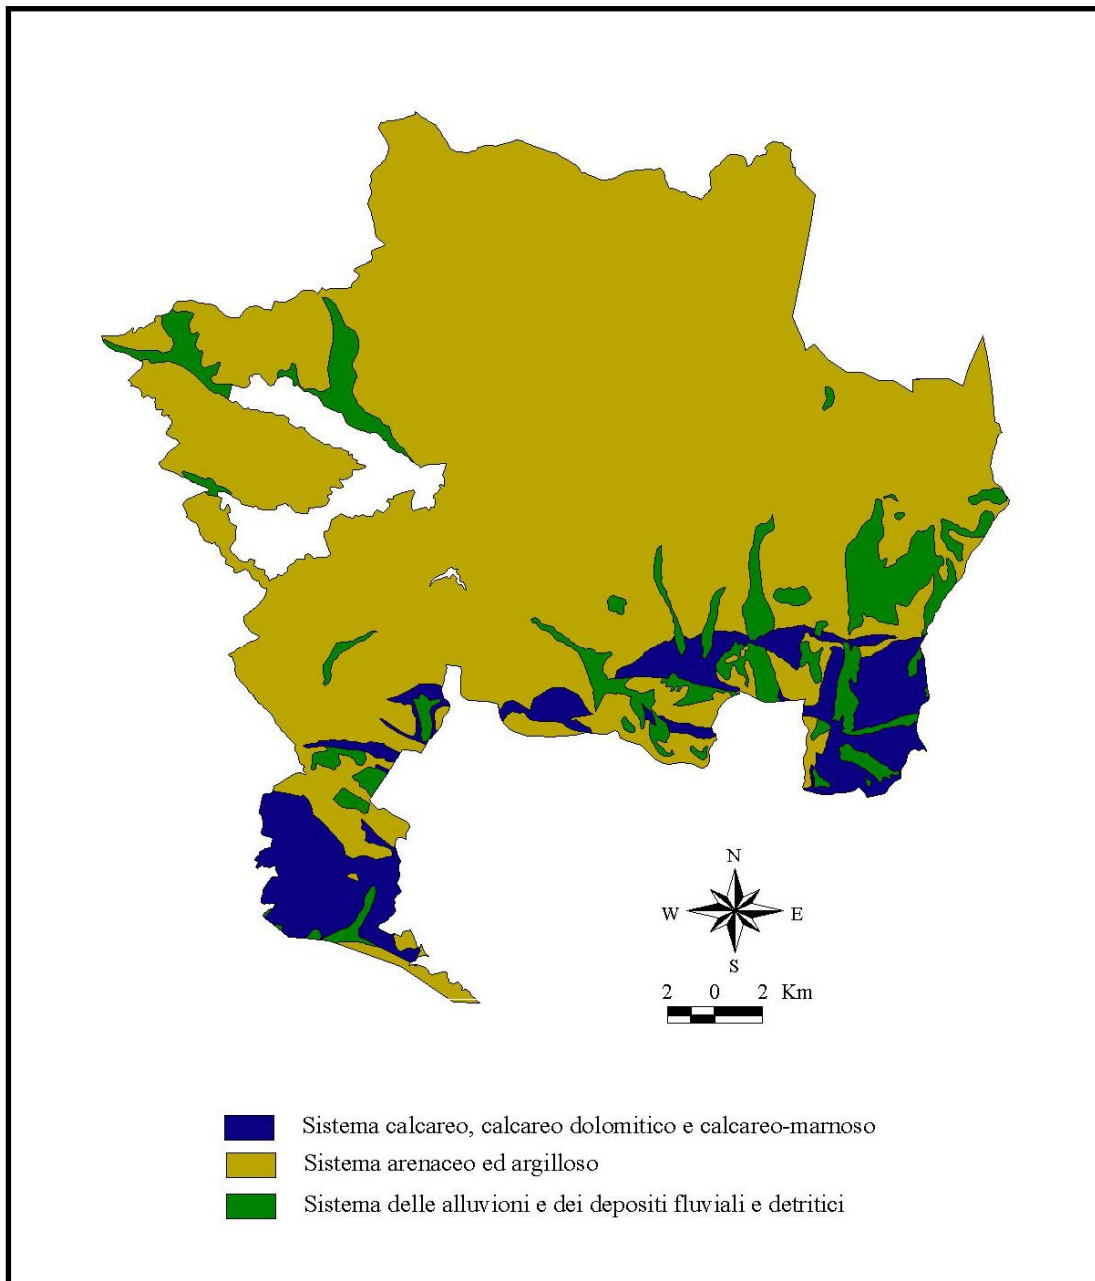 N
W E
S
2 0 2 Km
Sistema calcareo, calcareo dolomitico e calcareo-marnoso
Sistema arenaceo ed argilloso
Sistema delle alluvioni e dei depositi fluviali e detritici